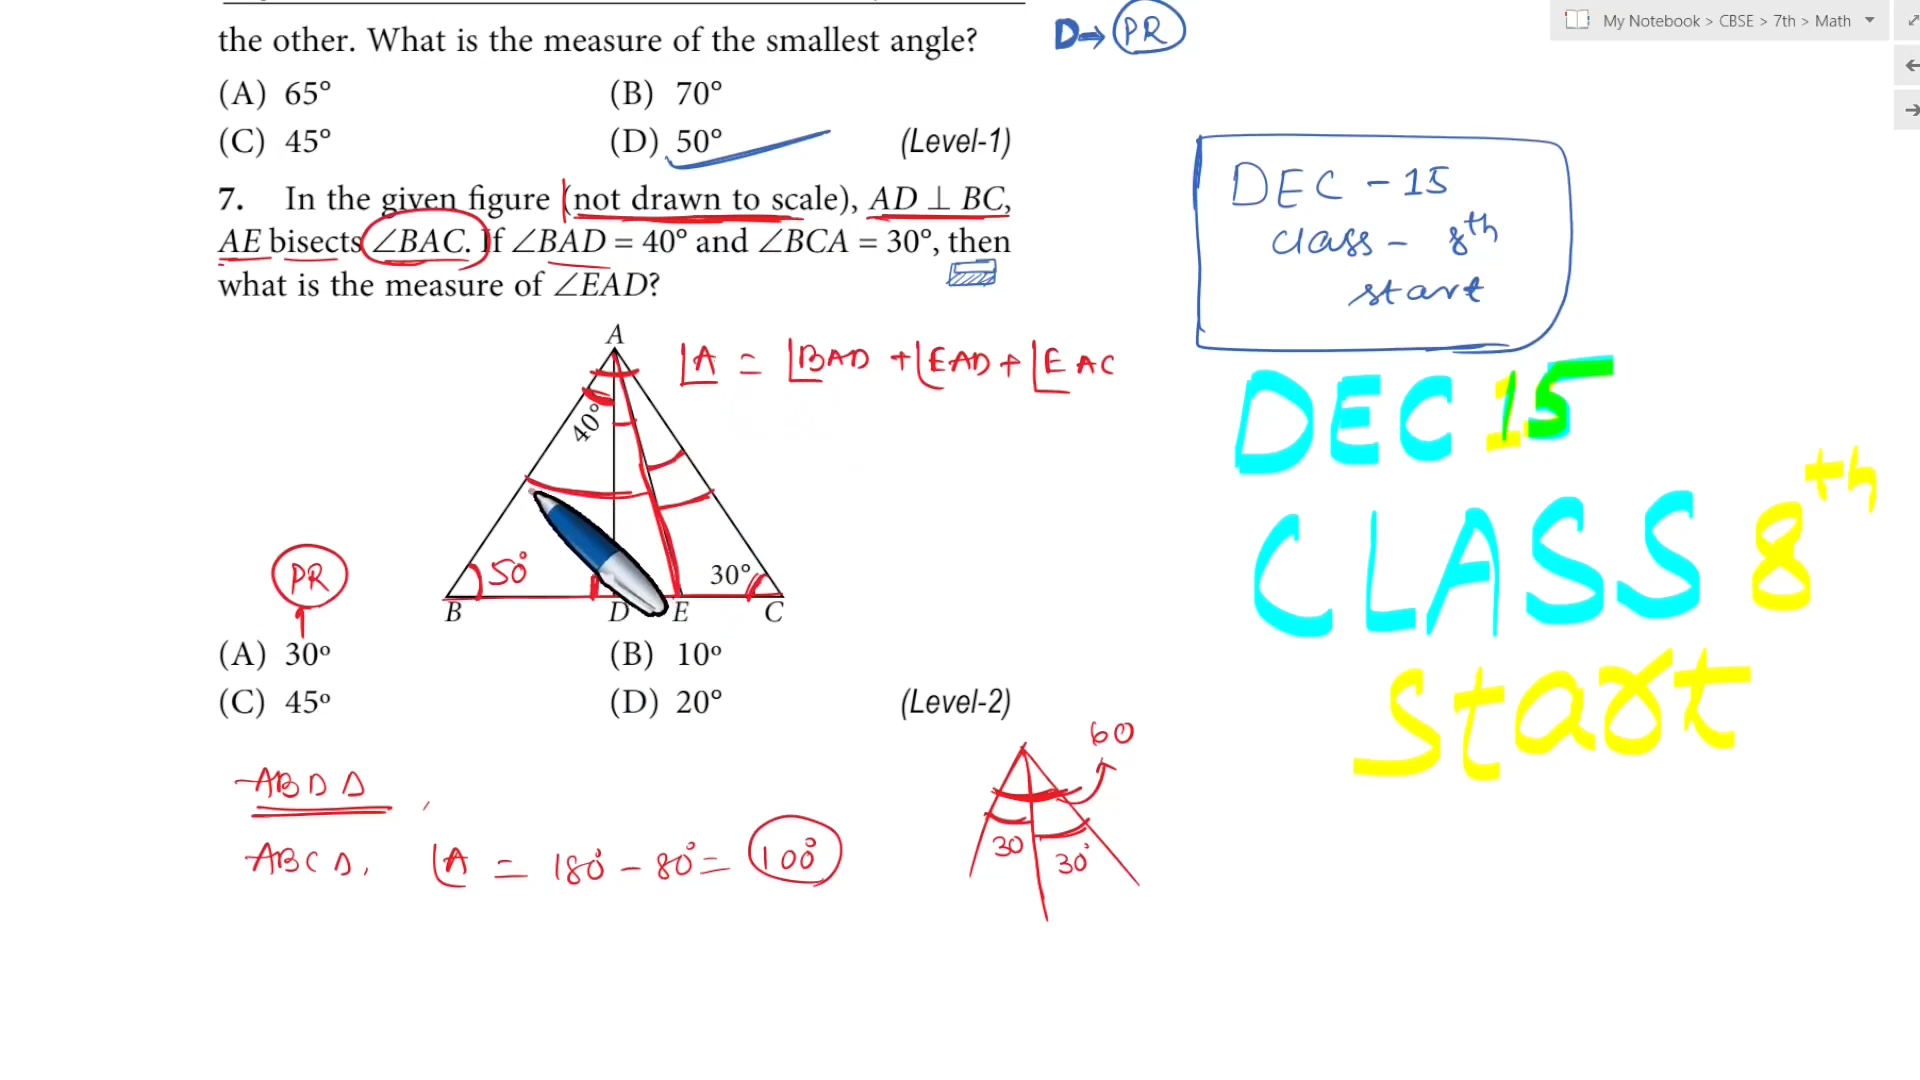 the other. What is the measure of the smallest angle?
D→ PR
My Notebook > CBSE > 7th > Math
(A) 65° (B) 70°
(C) 45° (D) 50° (Level-1)
7. In the given figure (not drawn to scale), AD ⊥ BC,
AE bisects ∠BAC. If ∠BAD = 40° and ∠BCA = 30°, then
what is the measure of ∠EAD?
DEC - 15
class - 8th
start
A
∠A = ∠BAD + ∠EAD + ∠EAC
40°
50°
30°
B D E C
PR
(A) 30° (B) 10°
(C) 45° (D) 20° (Level-2)
DEC 15
CLASS 8th
start
ABD Δ
ABC Δ, ∠A = 180° - 80° = 100°
60
30 30°